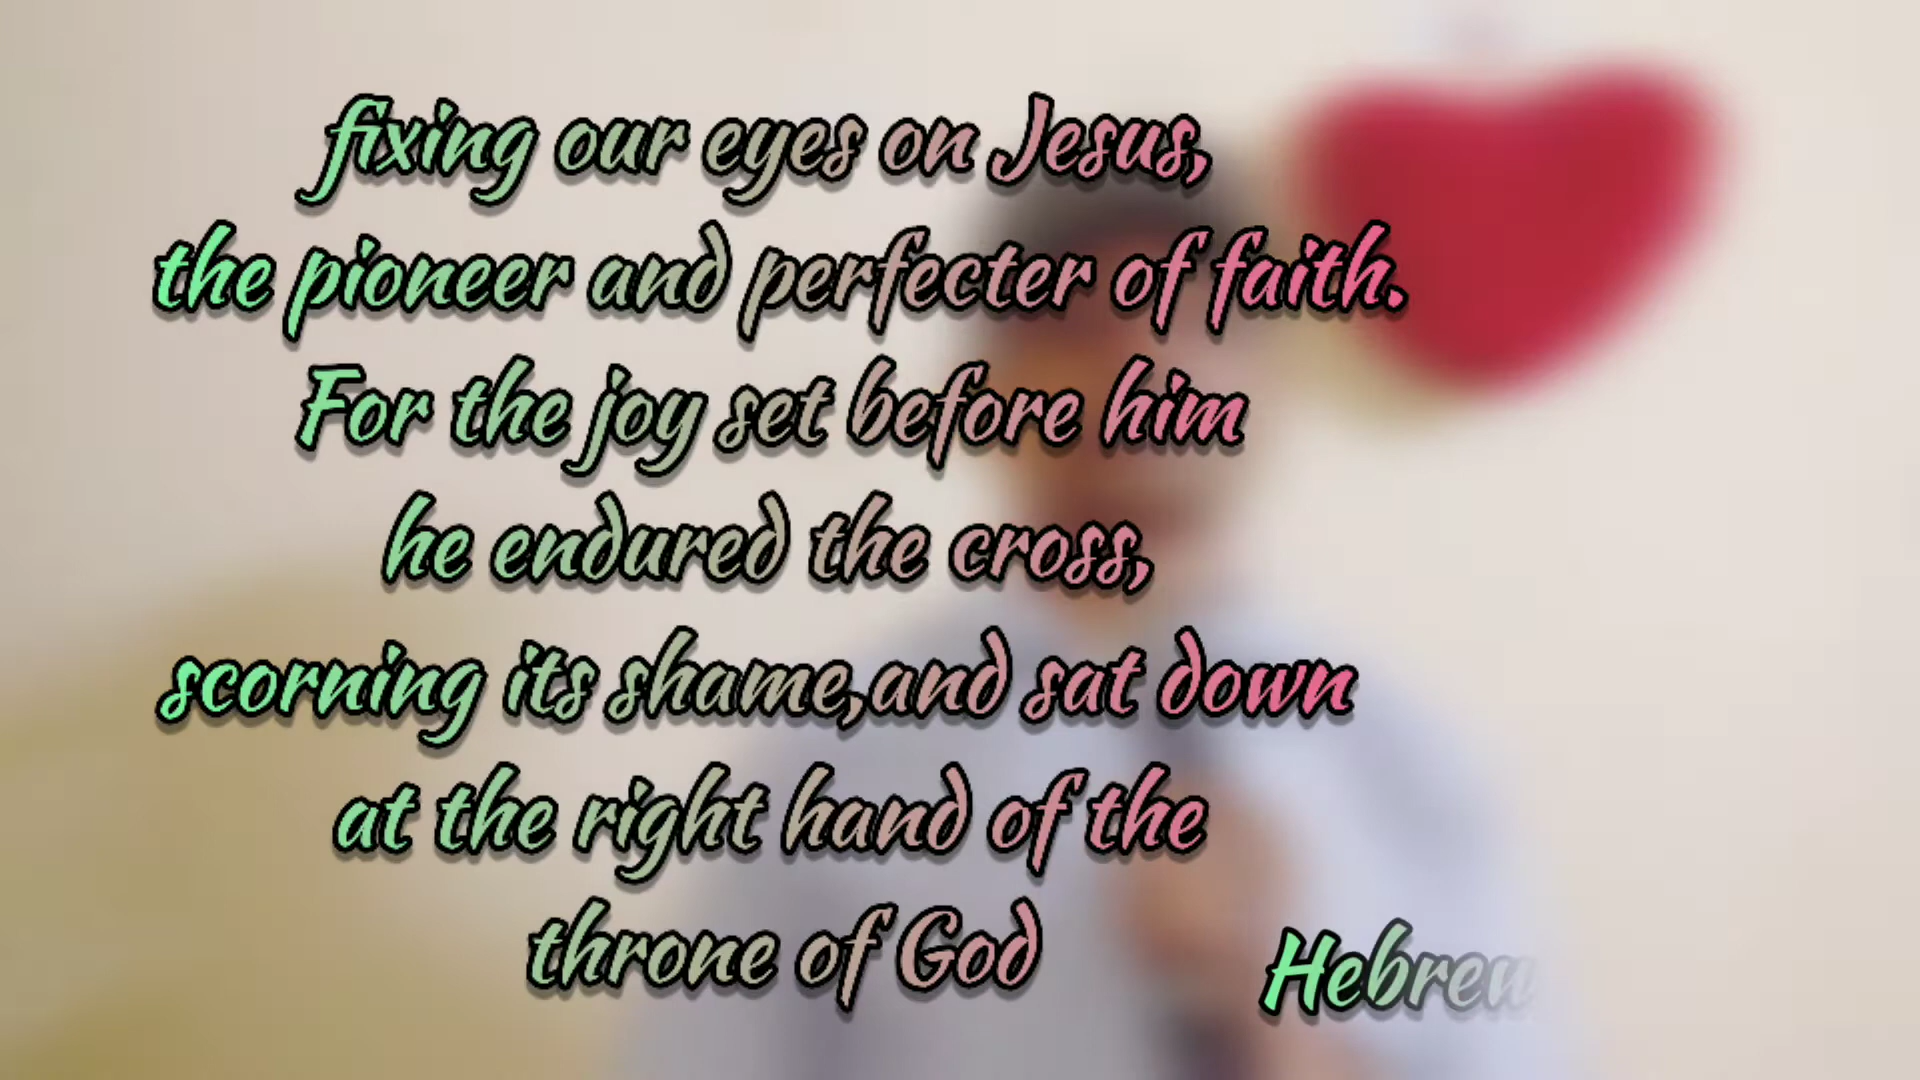 fixing our eyes on Jesus,
the pioneer and perfecter of faith.
For the joy set before him
he endured the cross,
scorning its shame,and sat down
at the right hand of the
throne of God
Hebrew